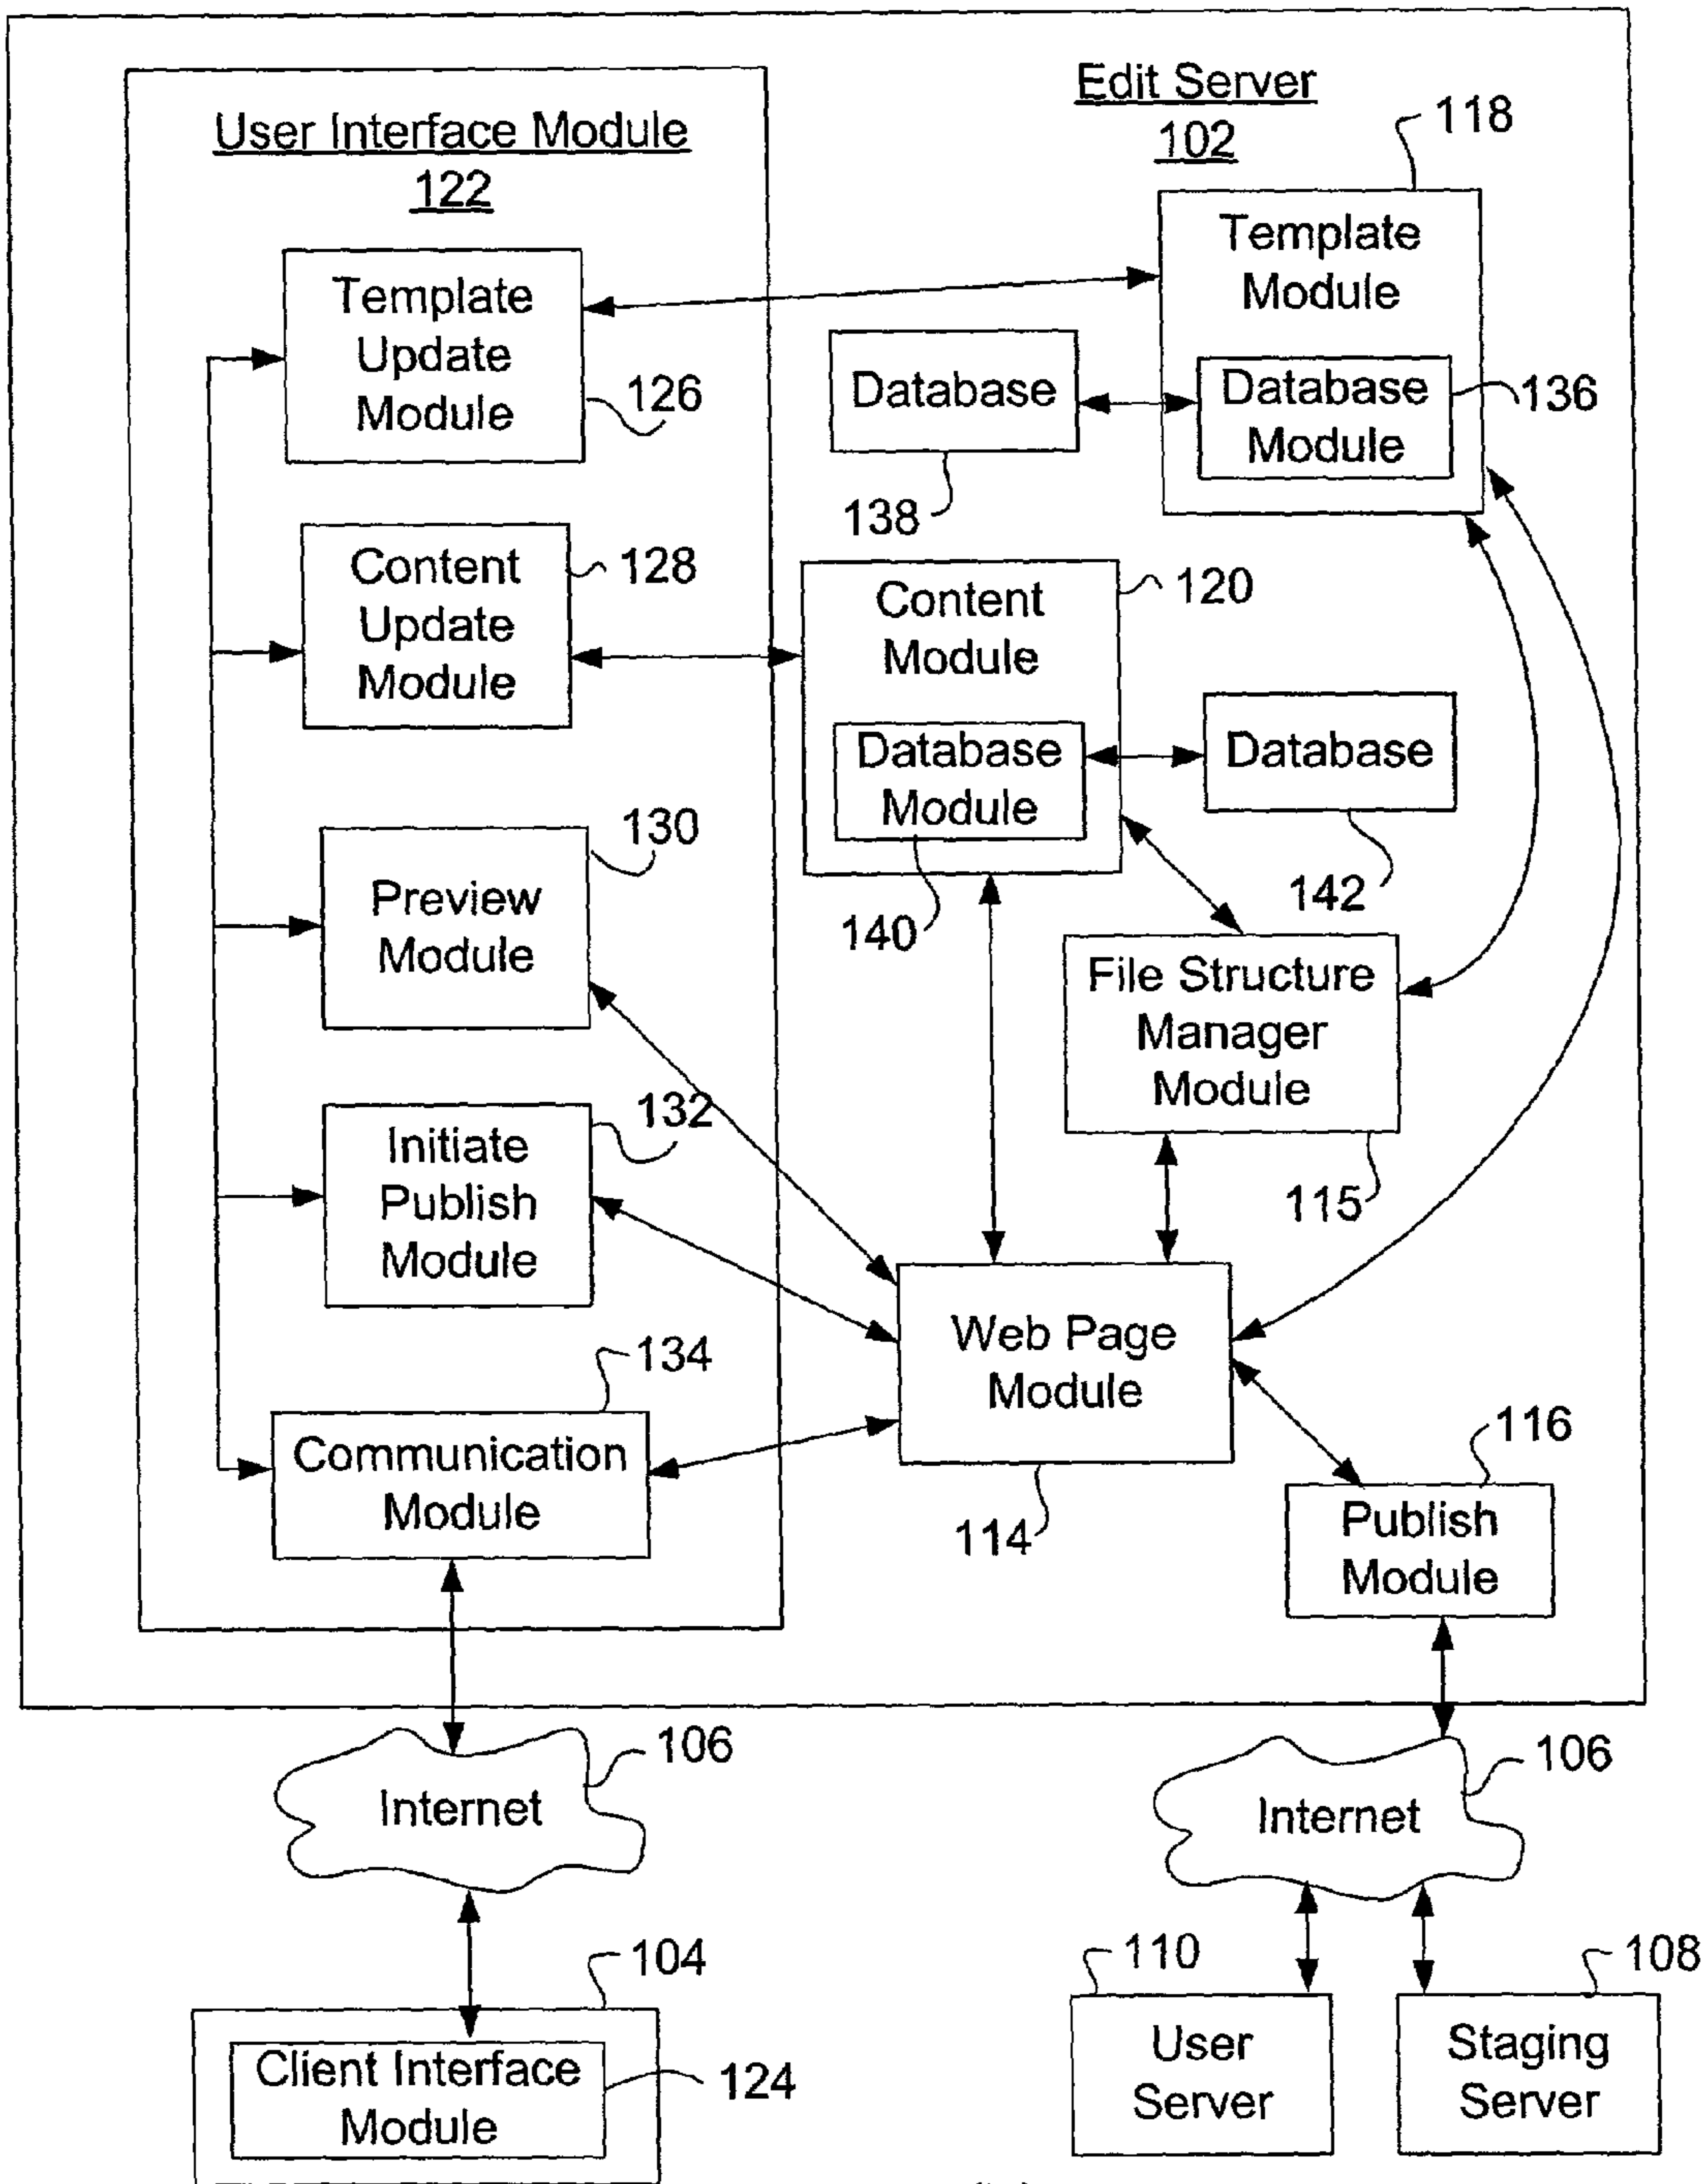 Edit Server
102
User Interface Module
122
118
Template
Module
Template
Update
Module
126
Database
138
Database
Module
136
Content
Update
Module
128
Content
Module
120
Database
Module
140
Database
142
Preview
Module
130
File Structure
Manager
Module
115
Initiate
Publish
Module
132
Web Page
Module
114
134
Communication
Module
116
Publish
Module
Internet
106
Internet
106
104
Client Interface
Module
124
110
User
Server
108
Staging
Server